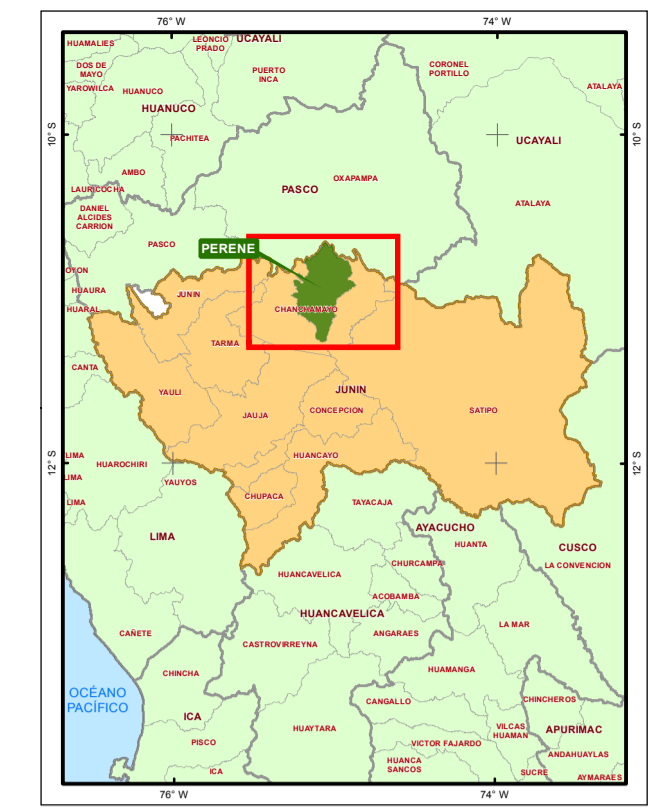 76° W
74° W
HUAMALIES
LEONCIO
PRADO
UCAYALI
DOS DE
MAYO
PUERTO
INCA
CORONEL
PORTILLO
YAROWILCA
HUANUCO
ATALAYA
HUANUCO
10° S
PACHITEA
UCAYALI
10° S
AMBO
OXAPAMPA
PASCO
LAURICOCHA
ATALAYA
DANIEL
ALCIDES
CARRION
PASCO
PERENE
OYON
HUAURA
JUNIN
HUARAL
CHANCHAMAYO
TARMA
CANTA
YAULI
JUNIN
JAUJA
CONCEPCION
SATIPO
LIMA
HUAROCHIRI
HUANCAYO
12° S
12° S
LIMA
YAUYOS
CHUPACA
LIMA
TAYACAJA
AYACUCHO
LIMA
HUANTA
CUSCO
CHURCAMPA
LA CONVENCION
HUANCAVELICA
ACOBAMBA
HUANCAVELICA
LA MAR
CAÑETE
ANGARAES
CASTROVIRREYNA
HUAMANGA
CHINCHA
OCÉANO
PACÍFICO
CANGALLO
CHINCHEROS
ICA
HUAYTARA
VILCAS
HUAMAN
APURIMAC
PISCO
VICTOR FAJARDO
ANDAHUAYLAS
HUANCA
SANCOS
ICA
SUCRE
AYMARAES
76° W
74° W